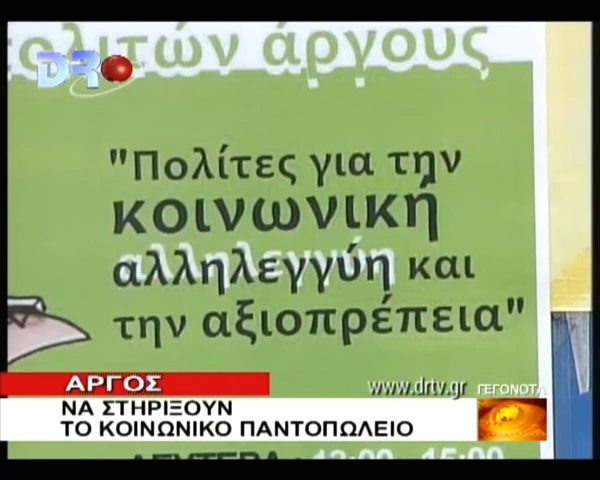 πολιτών άργους
DRO
"Πολίτες για την
κοινωνική
αλληλεγγύη και
την αξιοπρέπεια"
ΑΡΓΟΣ
www.drtv.gr
ΓΕΓΟΝΟΤΑ
ΝΑ ΣΤΗΡΙΞΟΥΝ
ΤΟ ΚΟΙΝΩΝΙΚΟ ΠΑΝΤΟΠΩΛΕΙΟ